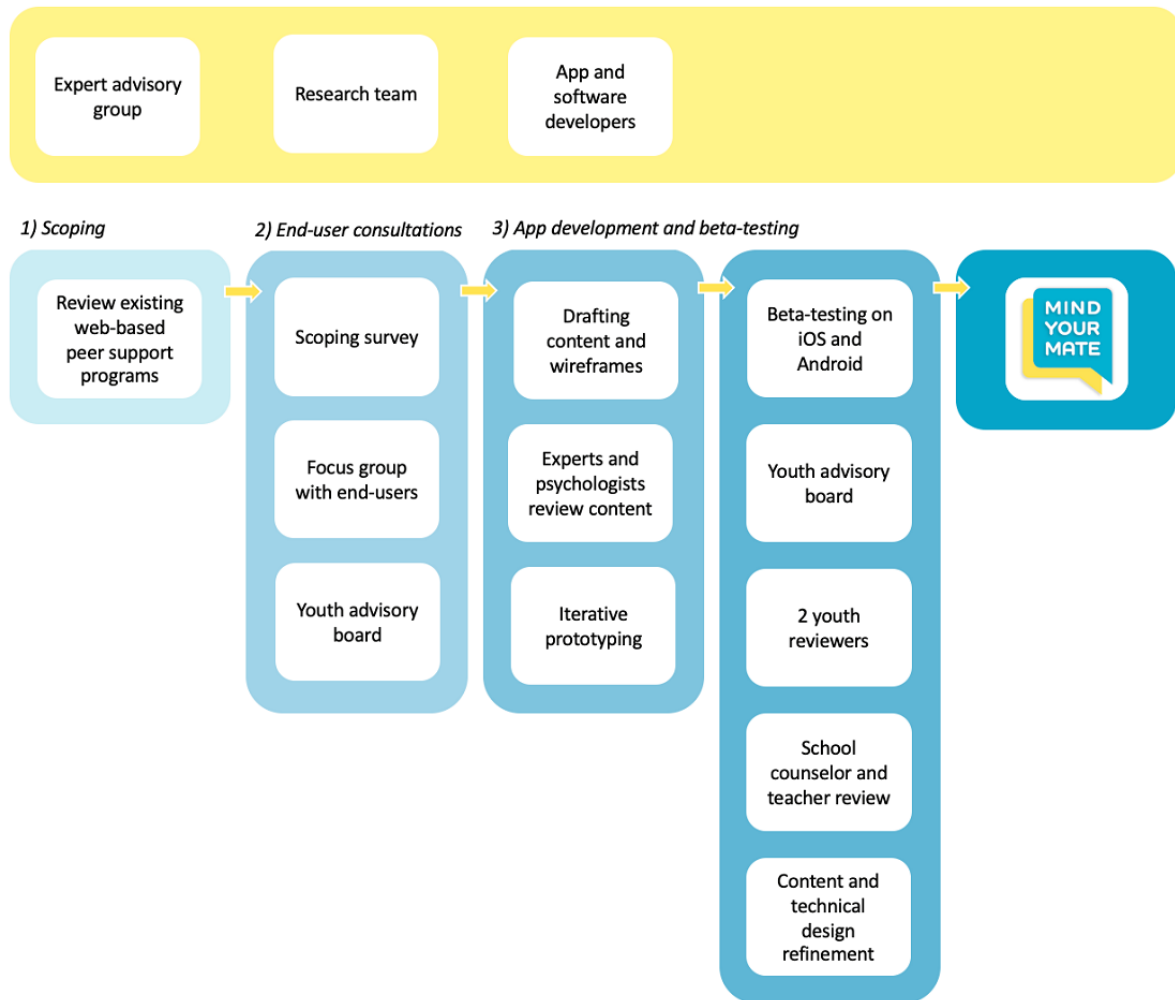 Expert advisory
group
Research team
App and
software
developers
1) Scoping
2) End-user consultations
3) App development and beta-testing
Review existing
web-based
peer support
programs
Scoping survey
Focus group
with end-users
Youth advisory
board
Drafting
content and
wireframes
Experts and
psychologists
review content
Iterative
prototyping
Beta-testing on
iOS and
Android
Youth advisory
board
2 youth
reviewers
School
counselor and
teacher review
Content and
technical
design
refinement
MIND
YOUR
MATE